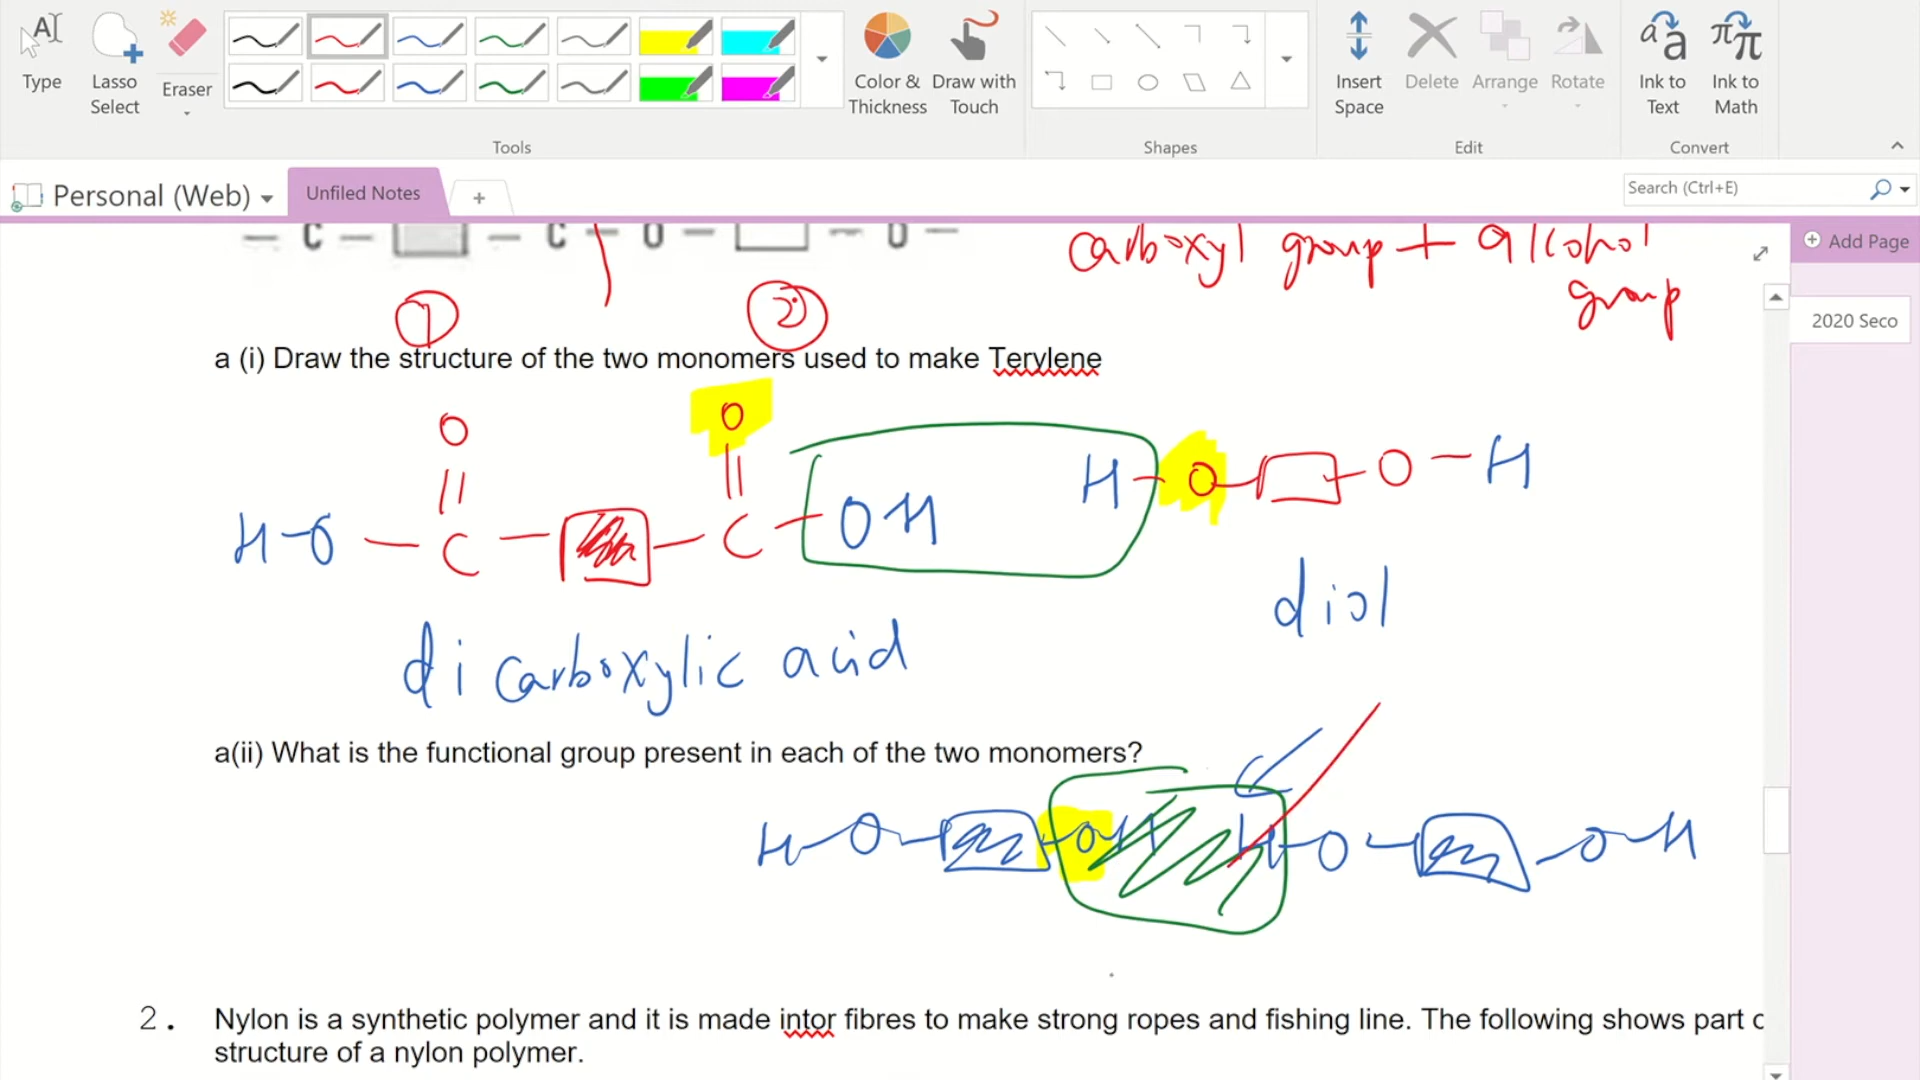 Type
Lasso Select
Eraser
Color & Thickness
Draw with Touch
Insert Space
Delete
Arrange
Rotate
Ink to Text
Ink to Math
Tools
Shapes
Edit
Convert
Personal (Web)
Unfiled Notes
+
Search (Ctrl+E)
Add Page
2020 Seco
— C — — C — O — — O —
carboxyl group + alcohol
group
1
2
a (i) Draw the structure of the two monomers used to make Terylene
O O
H-O — C — — C — OH H-O — — O — H
diol
dicarboxylic acid
a(ii) What is the functional group present in each of the two monomers?
H-O — — OH H-O — — O-H
2. Nylon is a synthetic polymer and it is made intor fibres to make strong ropes and fishing line. The following shows part
structure of a nylon polymer.